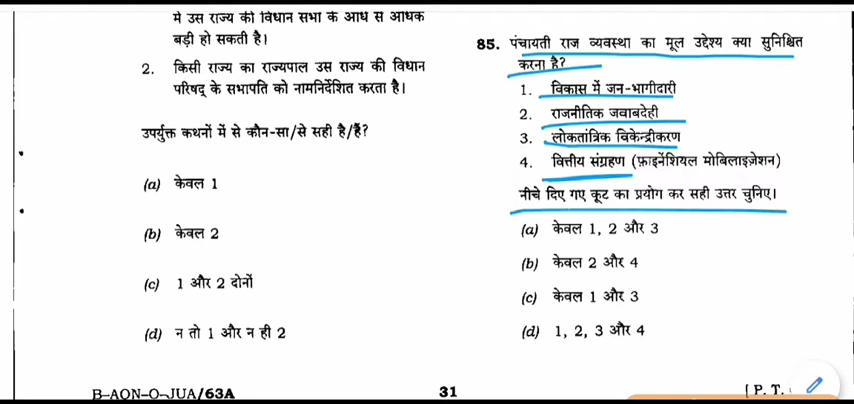 में उस राज्य की विधान सभा के आधे से अधिक
बड़ी हो सकती है।
2. किसी राज्य का राज्यपाल उस राज्य की विधान
परिषद् के सभापति को नामनिर्देशित करता है।
उपर्युक्त कथनों में से कौन-सा/से सही है/हैं?
(a) केवल 1
(b) केवल 2
(c) 1 और 2 दोनों
(d) न तो 1 और न ही 2
85. पंचायती राज व्यवस्था का मूल उद्देश्य क्या सुनिश्चित
करना है?
1. विकास में जन-भागीदारी
2. राजनीतिक जवाबदेही
3. लोकतांत्रिक विकेन्द्रीकरण
4. वित्तीय संग्रहण (फ़ाइनेंशियल मोबिलाइज़ेशन)
नीचे दिए गए कूट का प्रयोग कर सही उत्तर चुनिए।
(a) केवल 1, 2 और 3
(b) केवल 2 और 4
(c) केवल 1 और 3
(d) 1, 2, 3 और 4
B-AQN-O-JUA/63A
31
[ P. T.